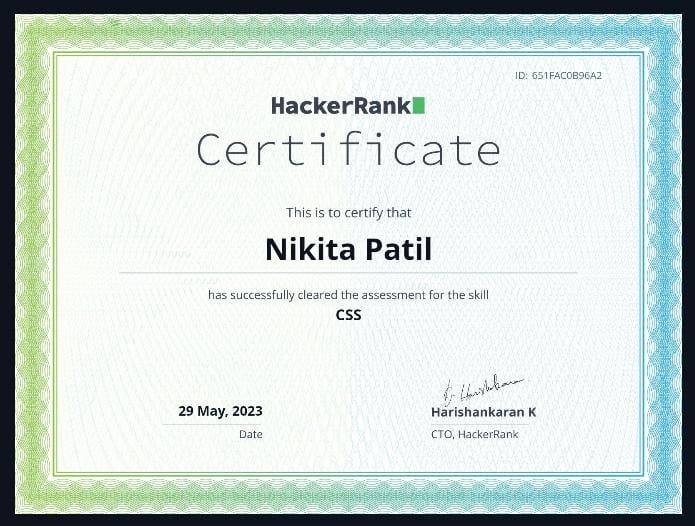 ID: 651FAC0B96A2
HackerRank
Certificate
This is to certify that
Nikita Patil
has successfully cleared the assessment for the skill
CSS
29 May, 2023
Date
Harishankaran K
CTO, HackerRank